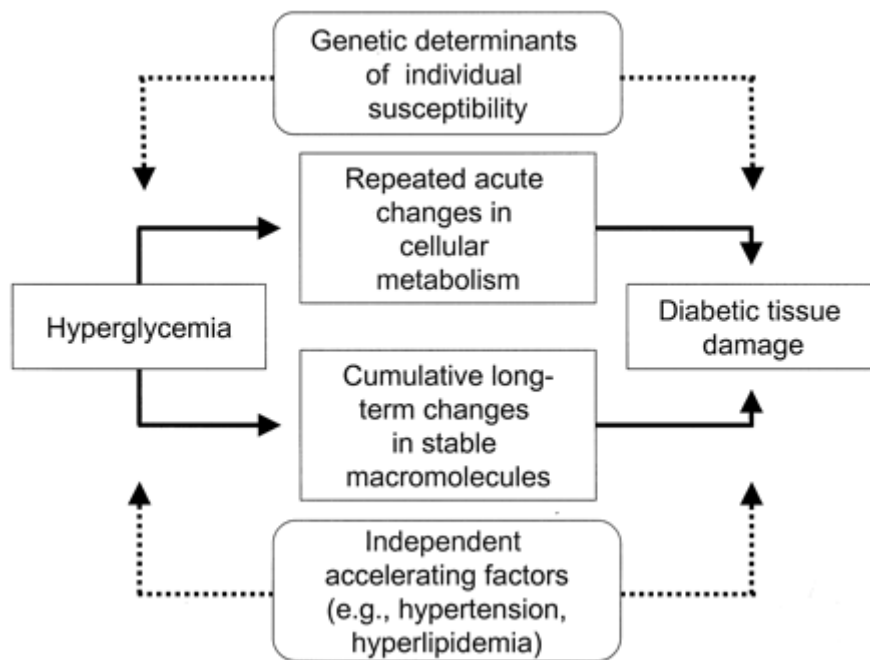 Genetic determinants
of individual
susceptibility
Repeated acute
changes in
cellular
metabolism
Hyperglycemia
Diabetic tissue
damage
Cumulative long-
term changes
in stable
macromolecules
Independent
accelerating factors
(e.g., hypertension,
hyperlipidemia)